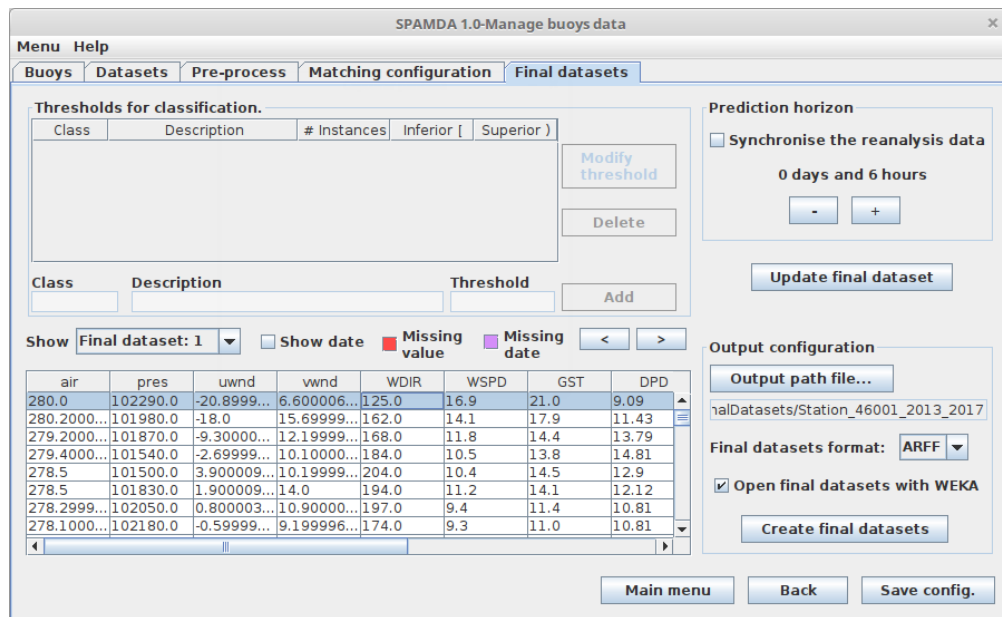 SPAMDA 1.0-Manage buoys data ×
Menu Help
Buoys Datasets Pre-process Matching configuration Final datasets
Thresholds for classification.
Class Description # Instances Inferior [ Superior )
Modify
threshold
Delete
Class Description Threshold
Add
Prediction horizon
Synchronise the reanalysis data
0 days and 6 hours
- +
Update final dataset
Show Final dataset: 1 Show date Missing value Missing date < >
air pres uwnd vwnd WDIR WSPD GST DPD
280.0 102290.0 -20.8999... 6.600006... 125.0 16.9 21.0 9.09
280.2000... 101980.0 -18.0 15.69999... 162.0 14.1 17.9 11.43
279.2000... 101870.0 -9.30000... 12.19999... 168.0 11.8 14.4 13.79
279.4000... 101540.0 -2.69999... 10.10000... 184.0 10.5 13.8 14.81
278.5 101500.0 3.900009... 10.19999... 204.0 10.4 14.5 12.9
278.5 101830.0 1.900009... 14.0 194.0 11.2 14.1 12.12
278.2999... 102050.0 0.800003... 10.90000... 197.0 9.4 11.4 10.81
278.1000... 102180.0 -0.59999... 9.199996... 174.0 9.3 11.0 10.81
Output configuration
Output path file...
nalDatasets/Station_46001_2013_2017
Final datasets format: ARFF
Open final datasets with WEKA
Create final datasets
Main menu Back Save config.